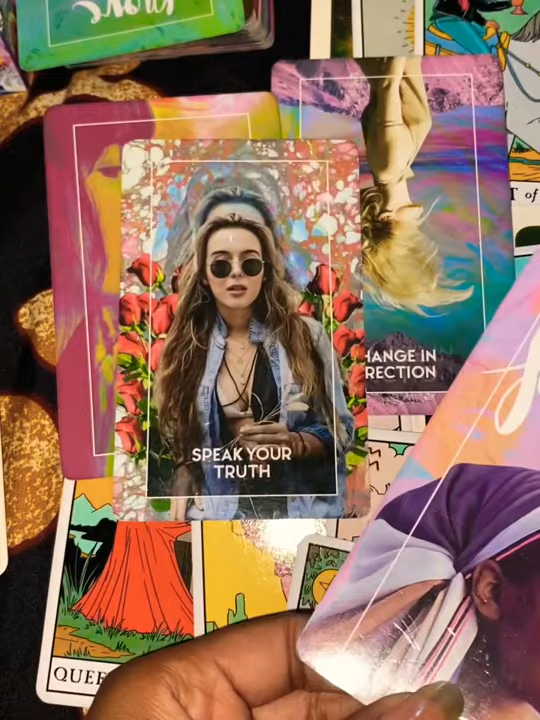 HANGE IN
RECTION
SPEAK YOUR
TRUTH
T of
QUEE